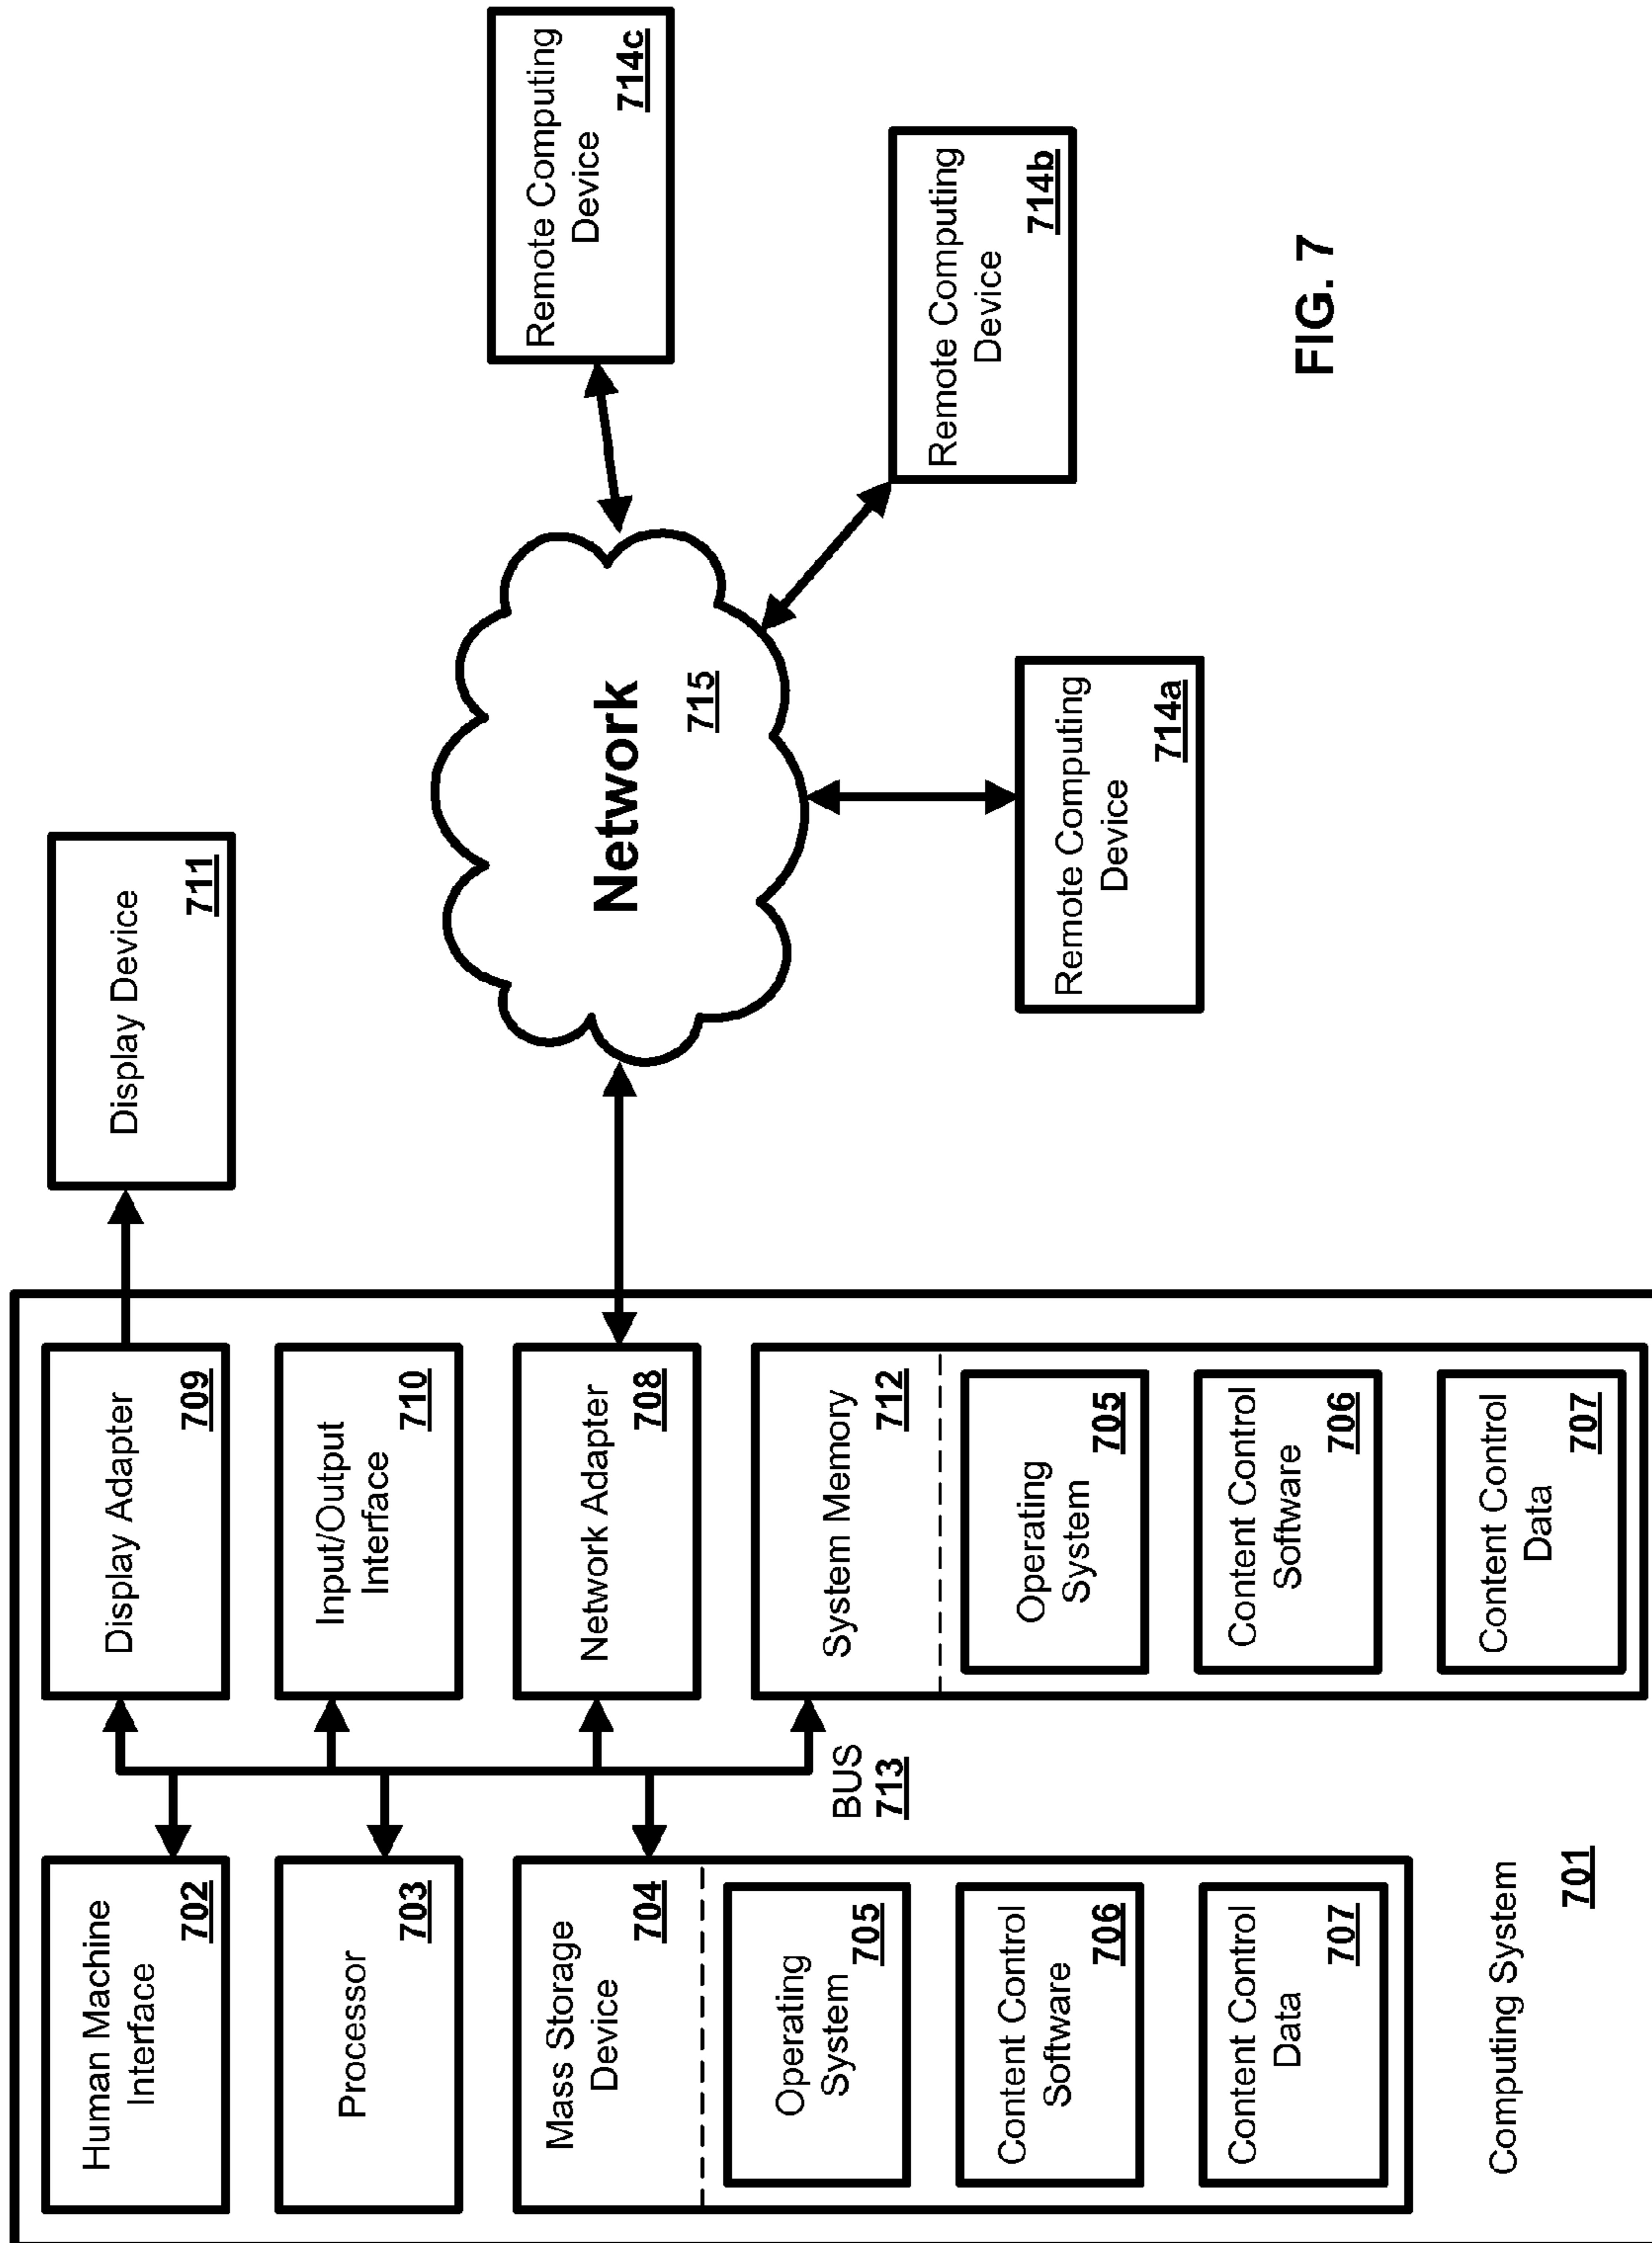 Human Machine
Interface
702
Processor
703
Mass Storage
Device
704
Operating
System
705
Content Control
Software
706
Content Control
Data
707
Computing System
701
BUS
713
Display Adapter
709
Input/Output
Interface
710
Network Adapter
708
System Memory
712
Operating
System
705
Content Control
Software
706
Content Control
Data
707
Display Device
711
Network
715
Remote Computing
Device
714a
Remote Computing
Device
714b
Remote Computing
Device
714c
FIG. 7